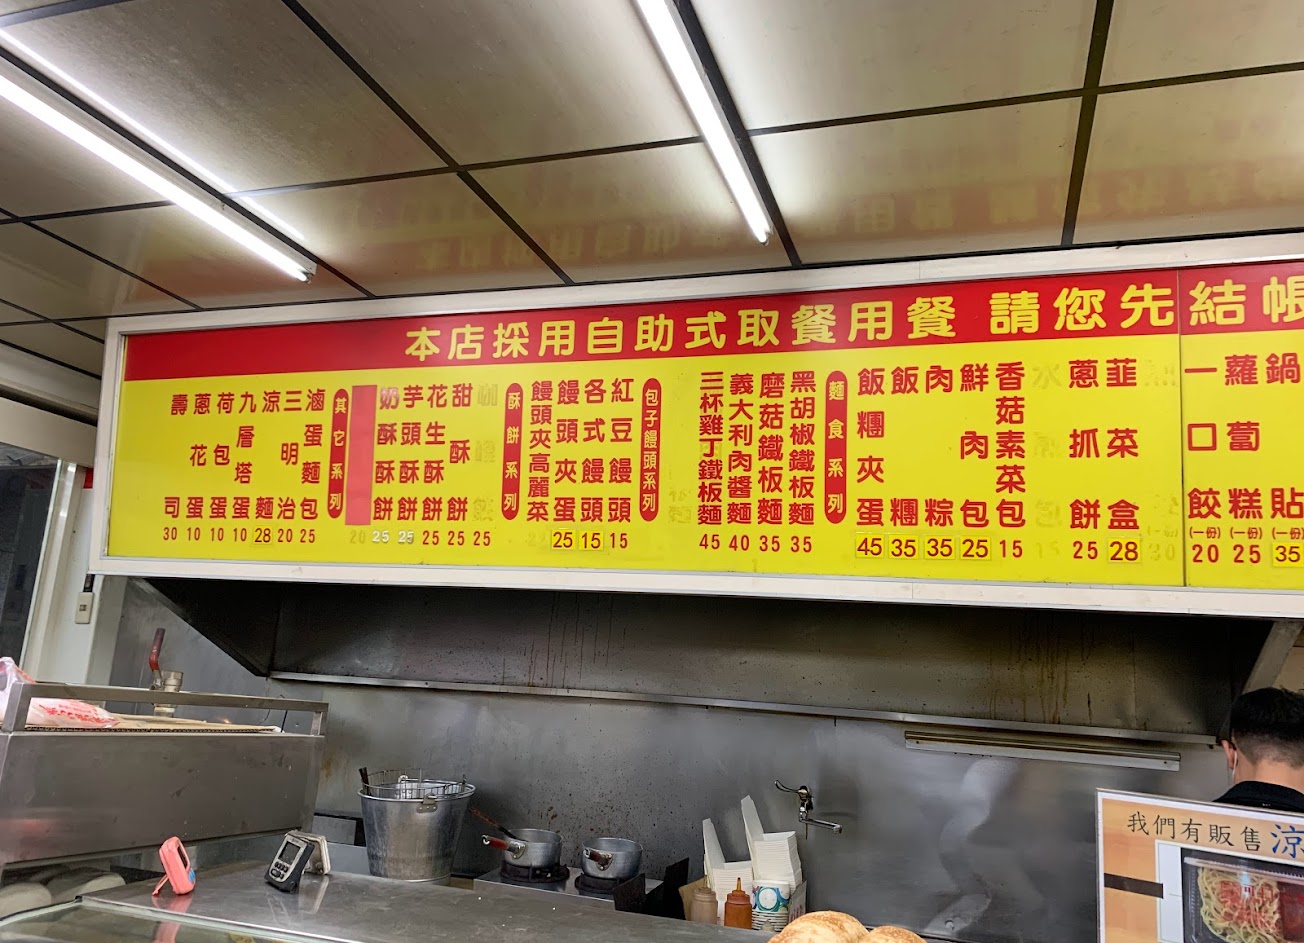 本店採用自助式取餐用餐 請您先結帳
鍋貼 (一份) 35
蘿蔔糕 (一份) 25
一口餃 (一份) 20
韭菜盒 28
蔥抓餅 25
香菇素菜包 15
鮮肉包 25
肉粽 35
飯糰 35
飯糰夾蛋 45
麵食系列
黑胡椒鐵板麵 35
磨菇鐵板麵 35
義大利肉醬麵 40
三杯雞丁鐵板麵 45
包子饅頭系列
紅豆饅頭 15
各式饅頭 15
饅頭夾蛋 25
饅頭夾高麗菜
酥餅系列
25
甜酥餅 25
花生酥餅 25
芋頭酥餅 25
奶酥酥餅 25
20
其它系列
滷蛋麵包 25
三明治 20
涼麵 28
九層塔蛋 10
荷包蛋 10
蔥花蛋 10
壽司 30
我們有販售涼